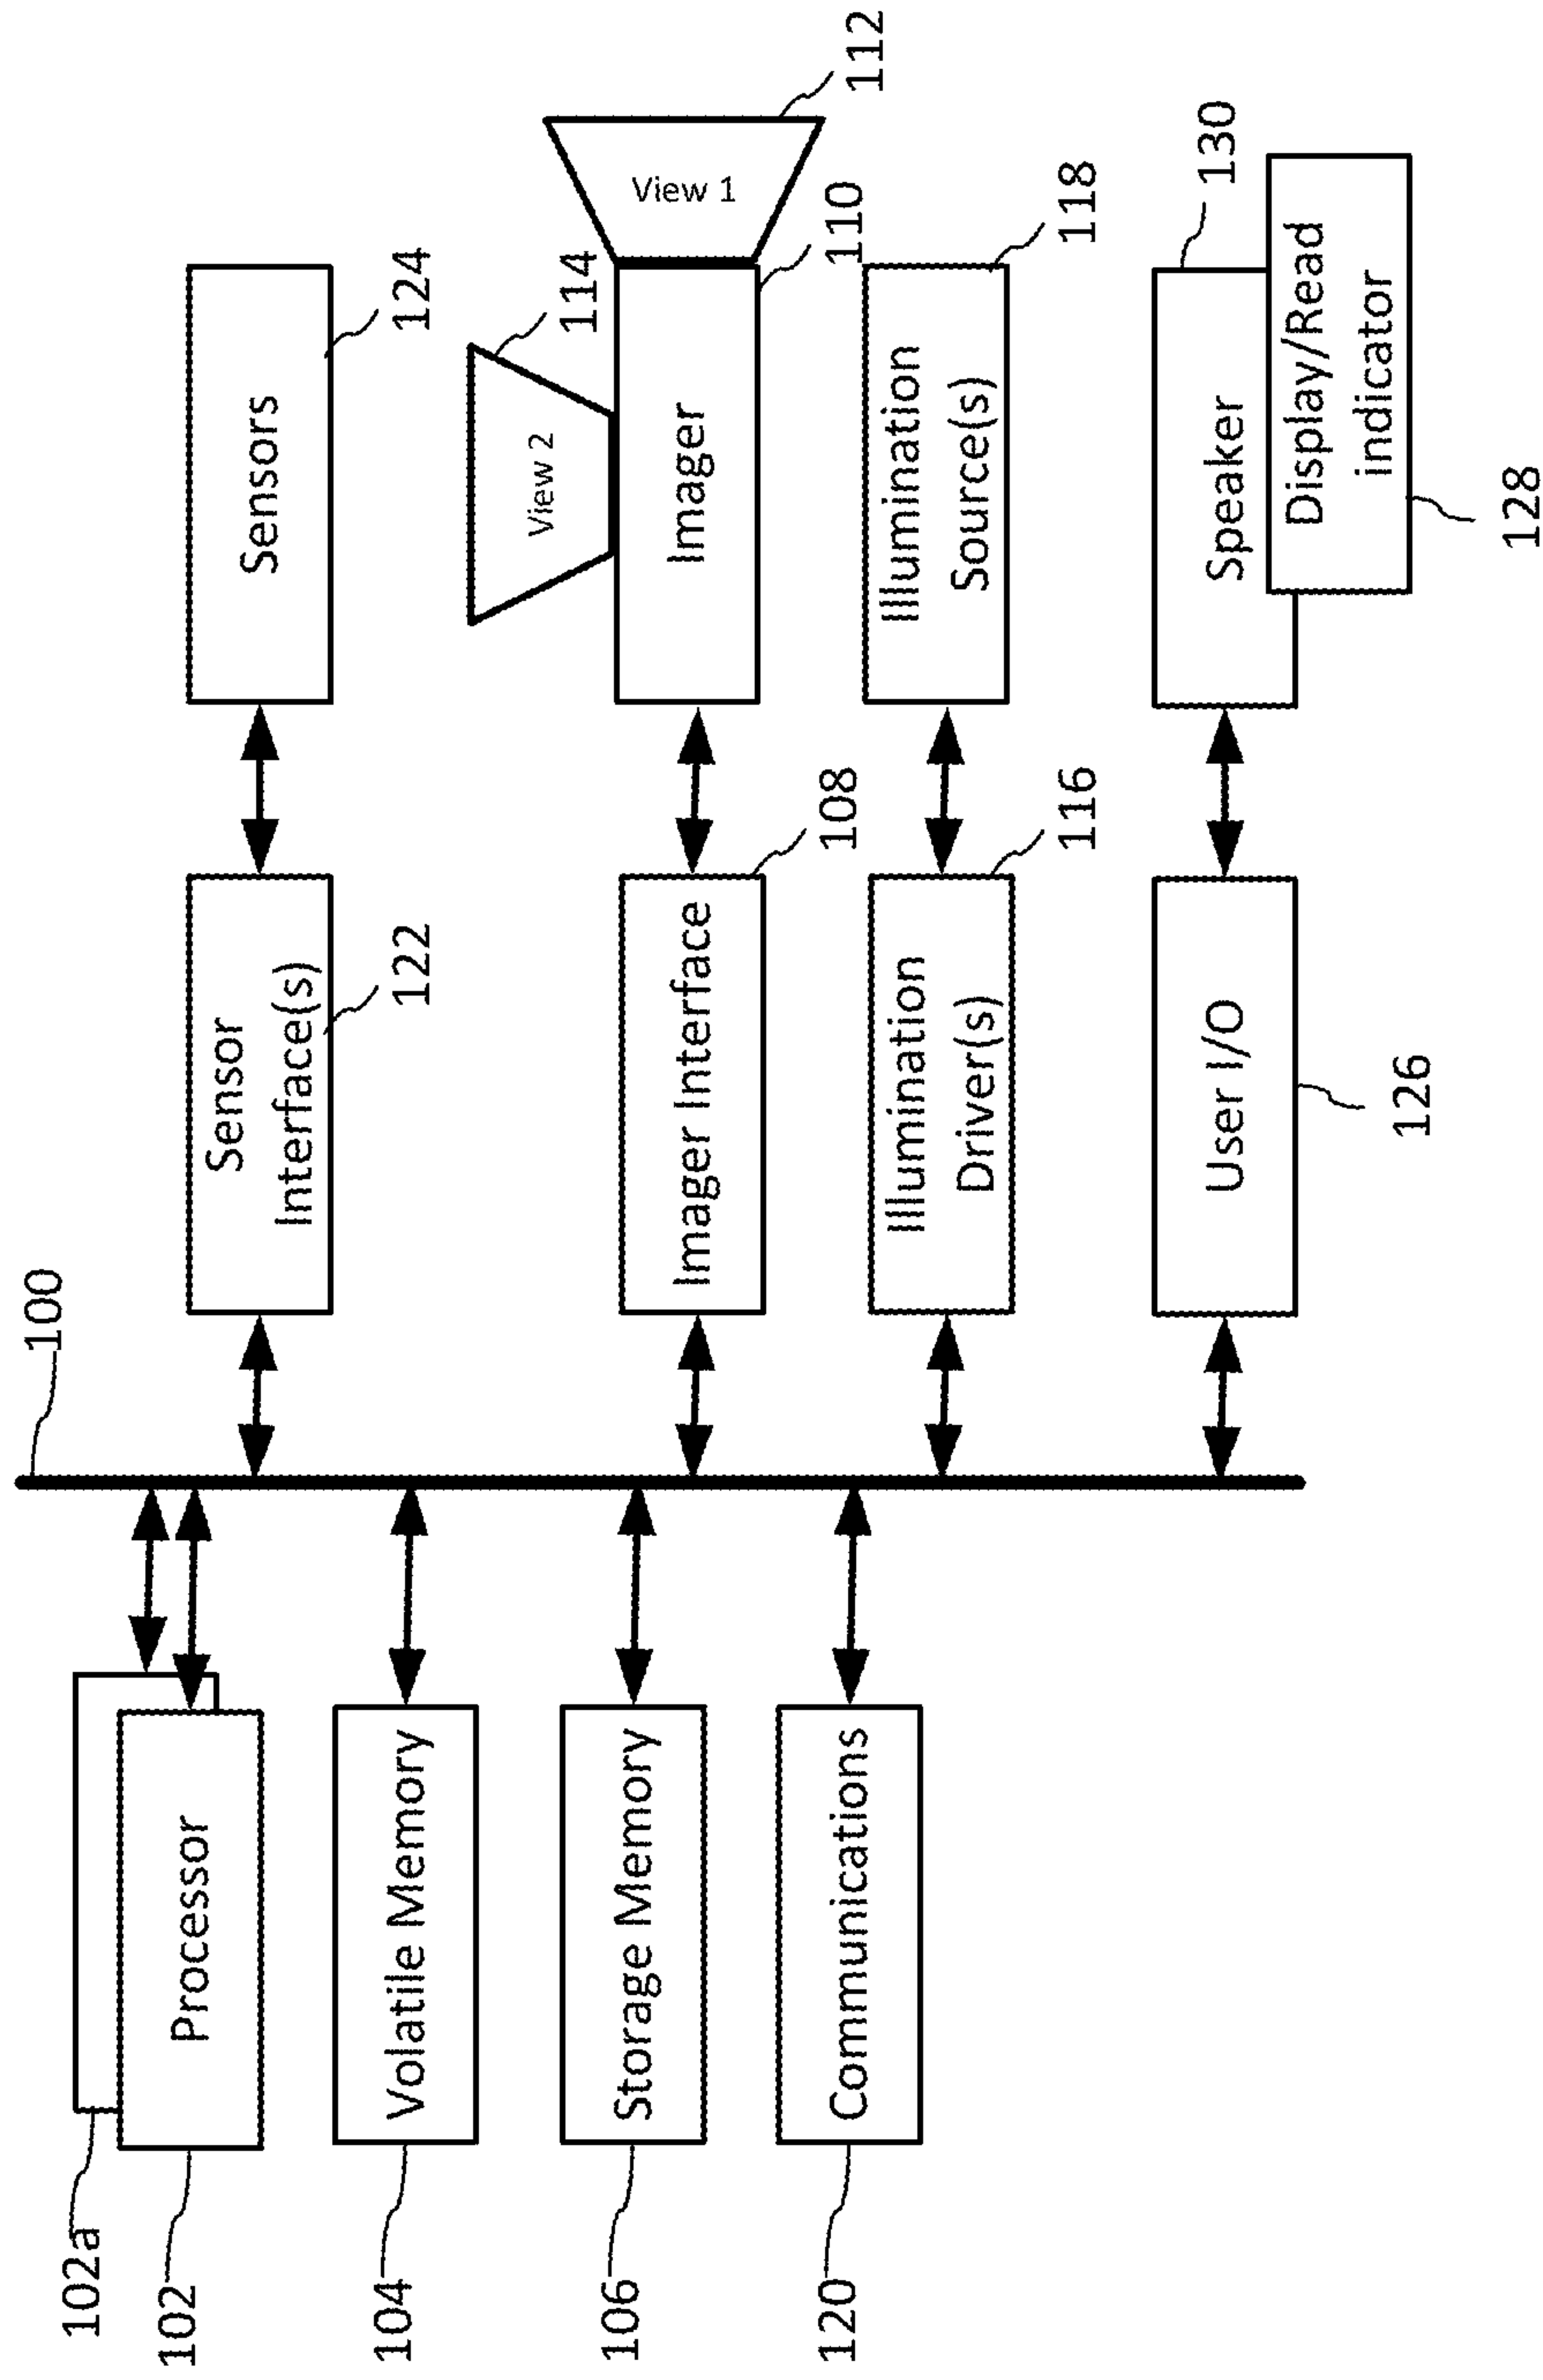 100
102a
102
Processor
104
Volatile Memory
106
Storage Memory
120
Communications
Sensor
Interface(s)
122
Sensors
124
Imager Interface
108
Imager
110
View 2
114
View 1
112
Illumination
Driver(s)
116
Illumination
Source(s)
118
User I/O
126
Speaker
130
Display/Read
indicator
128